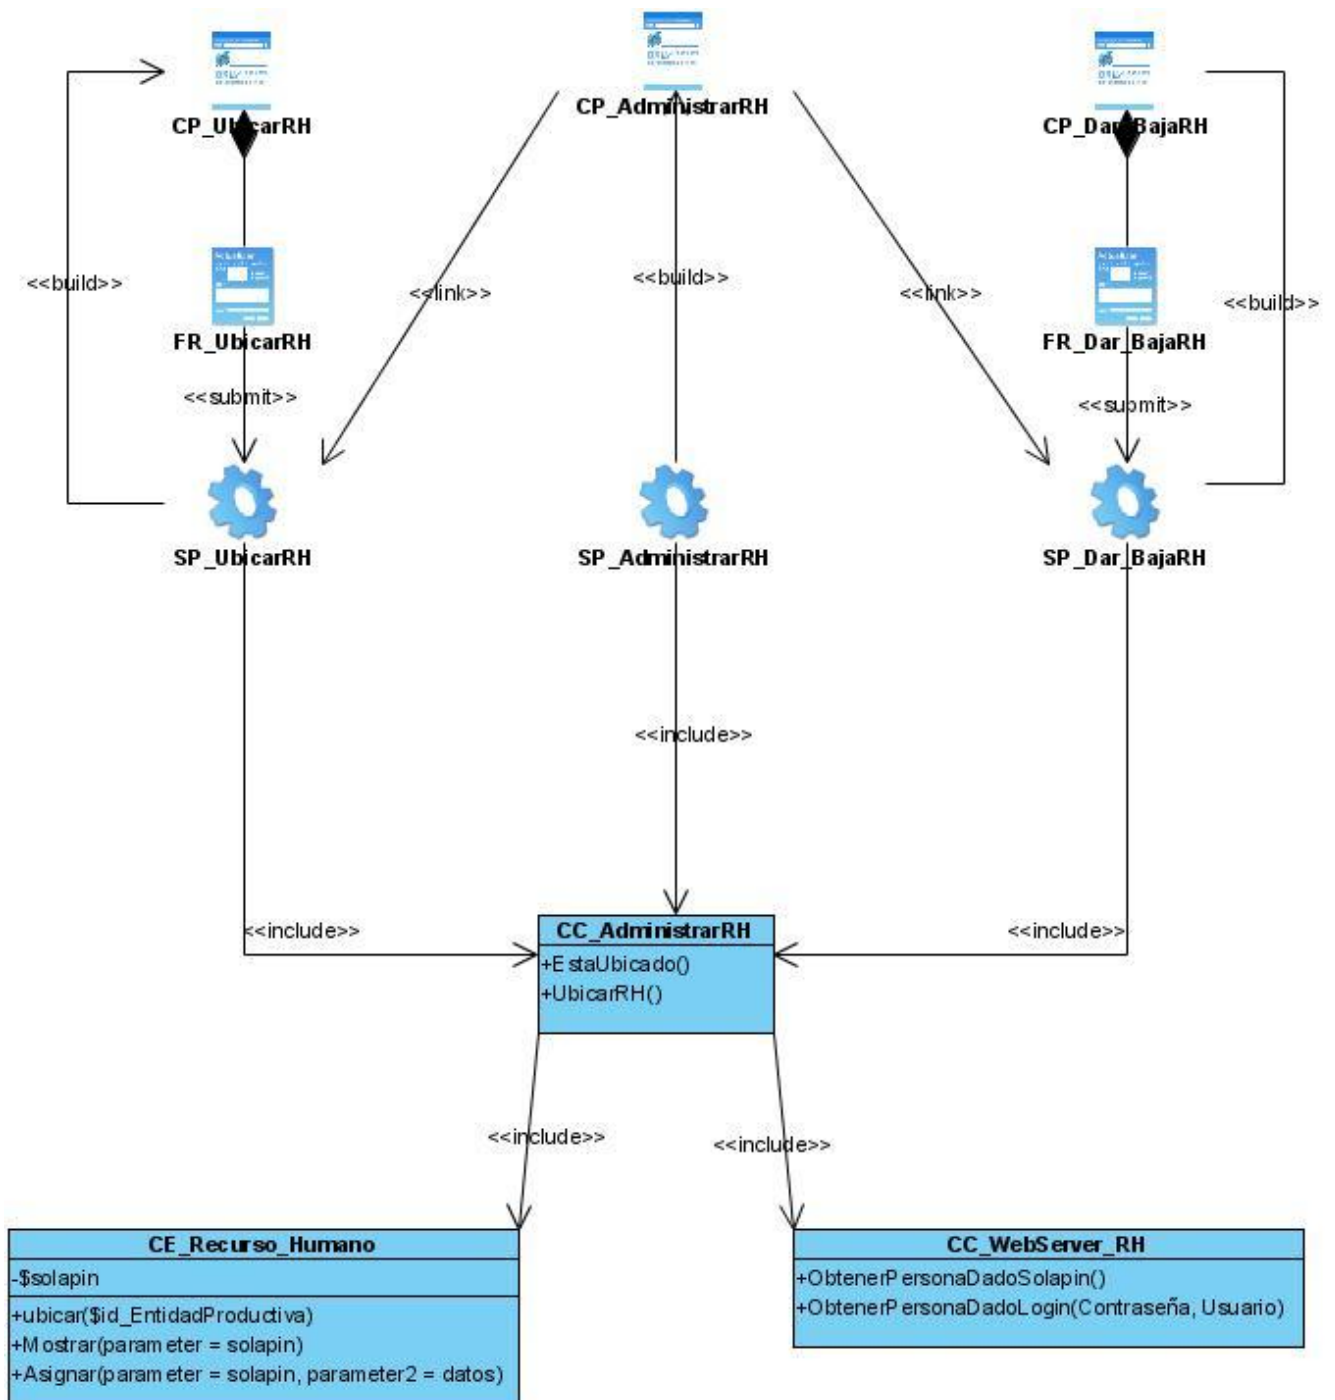 CP_UbicarRH
CP_AdministrarRH
CP_Dar_BajaRH
<<build>>
<<link>>
<<build>>
<<link>>
<<build>>
FR_UbicarRH
FR_Dar_BajaRH
<<submit>>
<<submit>>
SP_UbicarRH
SP_AdministrarRH
SP_Dar_BajaRH
<<include>>
<<include>>
<<include>>
CC_AdministrarRH
+EstaUbicado()
+UbicarRH()
<<include>>
<<include>>
CE_Recurso_Humano
-$solapin
+ubicar($id_EntidadProductiva)
+Mostrar(parameter = solapin)
+Asignar(parameter = solapin, parameter2 = datos)
CC_WebServer_RH
+ObtenerPersonaDadoSolapin()
+ObtenerPersonaDadoLogin(Contraseña, Usuario)